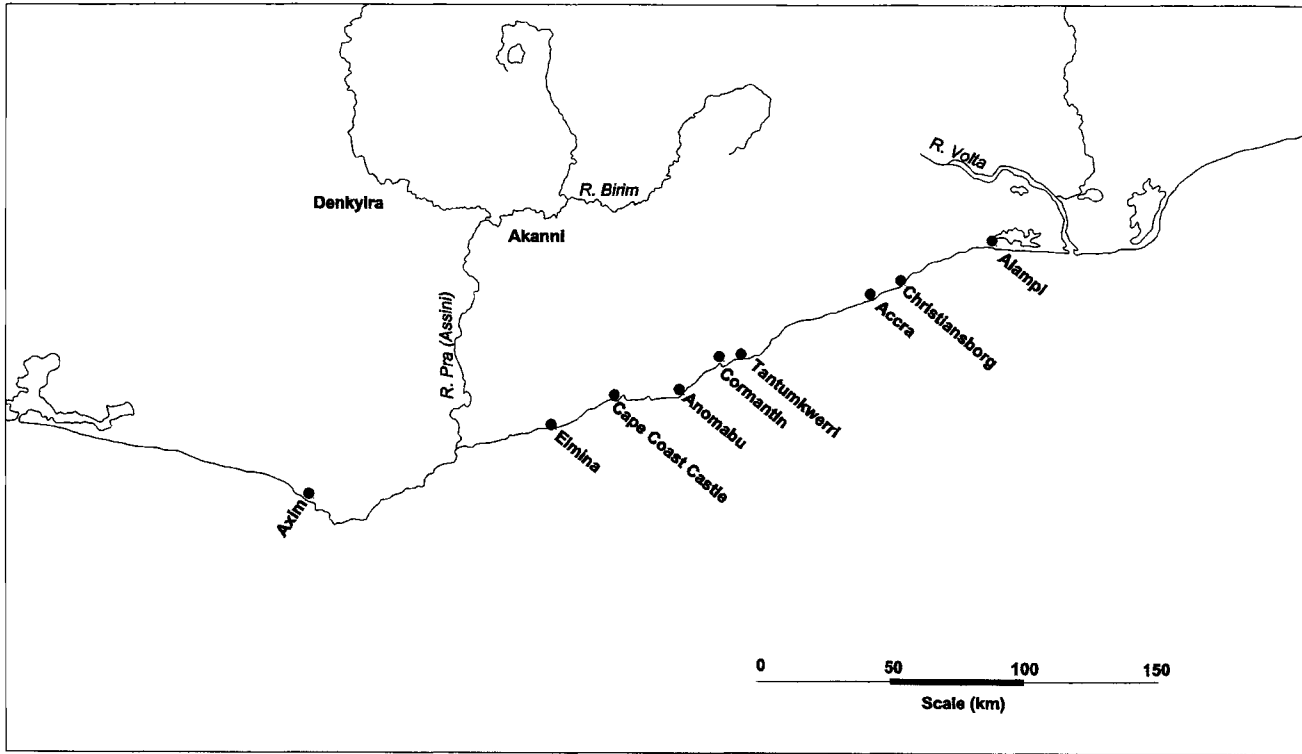 R. Volta
R. Birim
Denkyira
Akanni
Alampi
Christiansborg
R. Pra (Assini)
Accra
Tantumkwerri
Cormantin
Anomabu
Cape Coast Castle
Elmina
Axim
0 50 100 150
Scale (km)